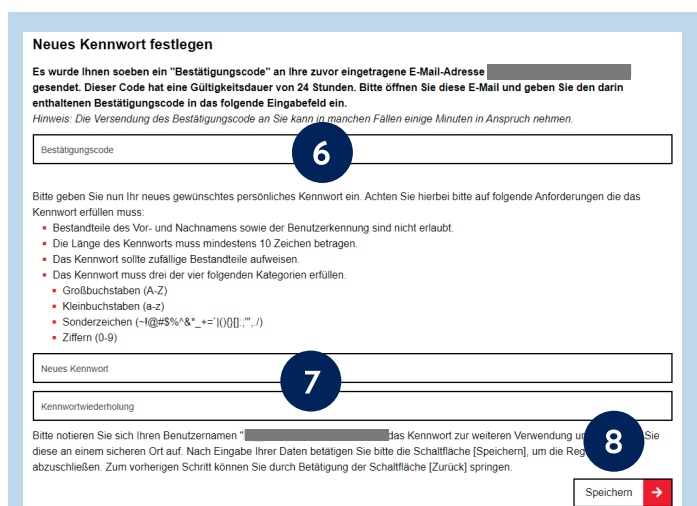 Neues Kennwort festlegen
Es wurde Ihnen soeben ein "Bestätigungscode" an Ihre zuvor eingetragene E-Mail-Adresse
gesendet. Dieser Code hat eine Gültigkeitsdauer von 24 Stunden. Bitte öffnen Sie diese E-Mail und geben Sie den darin
enthaltenen Bestätigungscode in das folgende Eingabefeld ein.
Hinweis: Die Versendung des Bestätigungscode an Sie kann in manchen Fällen einige Minuten in Anspruch nehmen.
Bestätigungscode
6
Bitte geben Sie nun Ihr neues gewünschtes persönliches Kennwort ein. Achten Sie hierbei bitte auf folgende Anforderungen die das
Kennwort erfüllen muss:
Bestandteile des Vor- und Nachnamens sowie der Benutzerkennung sind nicht erlaubt.
Die Länge des Kennworts muss mindestens 10 Zeichen betragen.
Das Kennwort sollte zufällige Bestandteile aufweisen.
Das Kennwort muss drei der vier folgenden Kategorien erfüllen.
Großbuchstaben (A-Z)
Kleinbuchstaben (a-z)
Sonderzeichen (~!@#$%^&*_+=`|(){}[]:;"',./)
Ziffern (0-9)
Neues Kennwort
7
Kennwortwiederholung
Bitte notieren Sie sich Ihren Benutzernamen " das Kennwort zur weiteren Verwendung Sie
diese an einem sicheren Ort auf. Nach Eingabe Ihrer Daten betätigen Sie bitte die Schaltfläche [Speichern], um die
abzuschließen. Zum vorherigen Schritt können Sie durch Betätigung der Schaltfläche [Zurück] springen.
8
Speichern